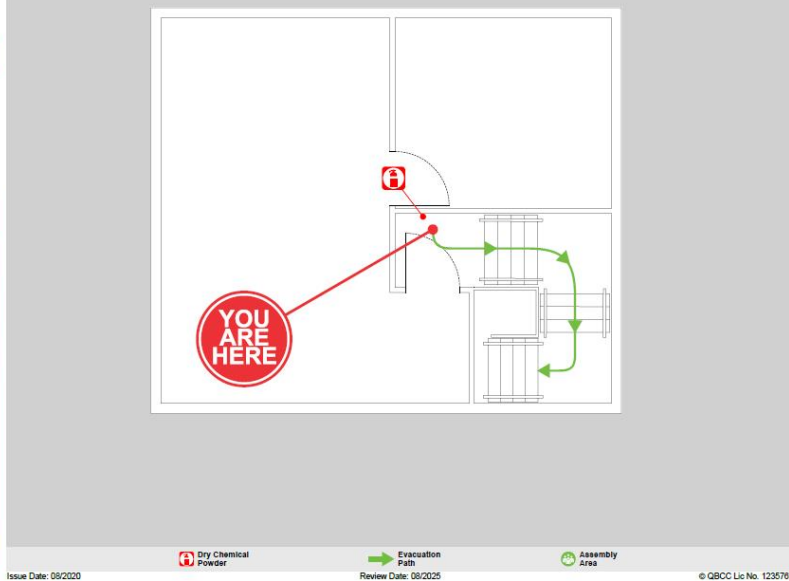 YOU
ARE
HERE
Dry Chemical
Powder
Evacuation
Path
Assembly
Area
Issue Date: 08/2020
Review Date: 08/2025
© QBCC Lic No. 123576